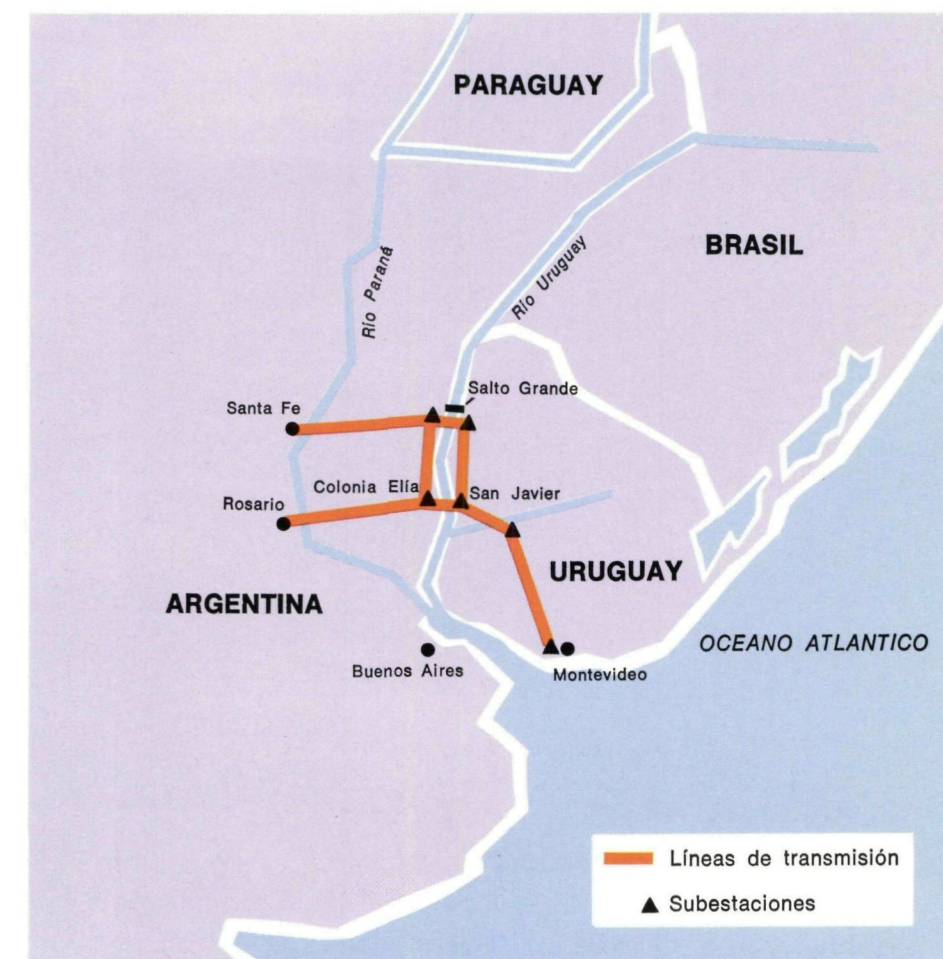 PARAGUAY
BRASIL
Río Paraná
Río Uruguay
Salto Grande
Santa Fe
Colonia Elía
San Javier
Rosario
URUGUAY
ARGENTINA
OCEANO ATLANTICO
Buenos Aires
Montevideo
Líneas de transmisión
Subestaciones